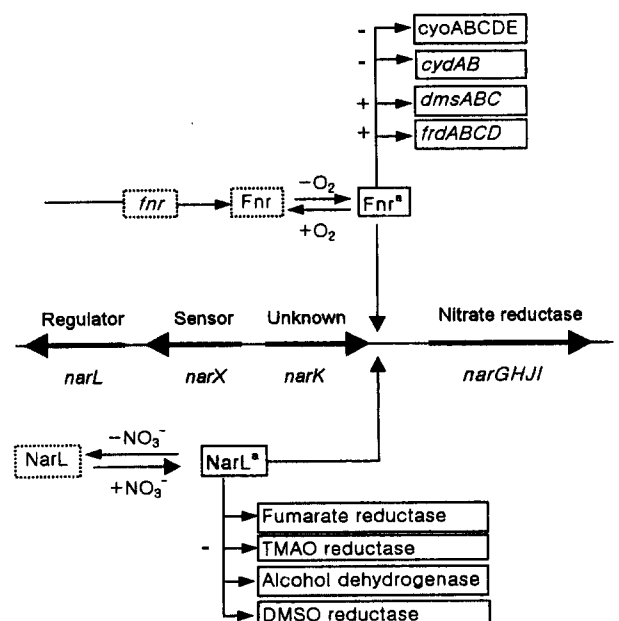 - cyoABCDE
- cydAB
+ dmsABC
+ frdABCD
fnr Fnr −O₂ Fnrᵃ
+O₂
Regulator Sensor Unknown Nitrate reductase
narL narX narK narGHJI
NarL −NO₃⁻ NarLᵃ
+NO₃⁻
Fumarate reductase
- TMAO reductase
Alcohol dehydrogenase
DMSO reductase